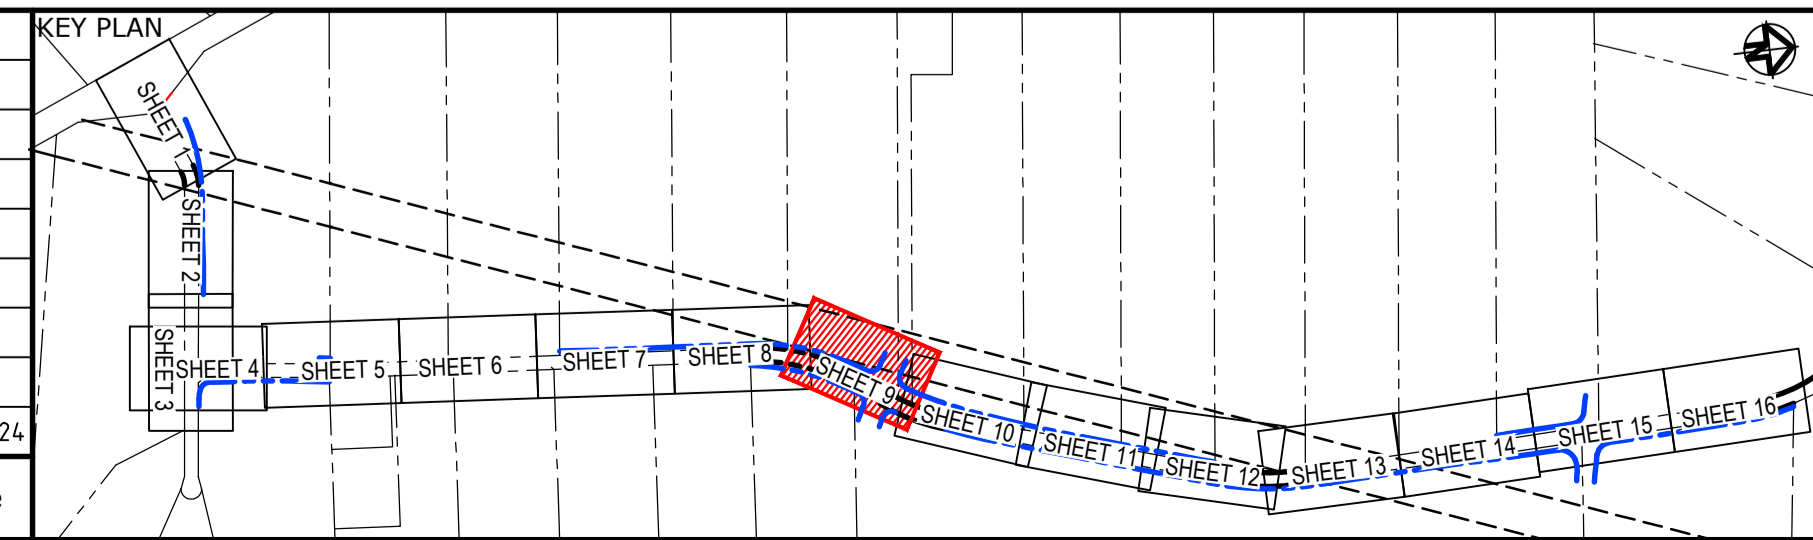 KEY PLAN
SHEET 1
SHEET 2
SHEET 3
SHEET 4
SHEET 5
SHEET 6
SHEET 7
SHEET 8
SHEET 9
SHEET 10
SHEET 11
SHEET 12
SHEET 13
SHEET 14
SHEET 15
SHEET 16
N
24